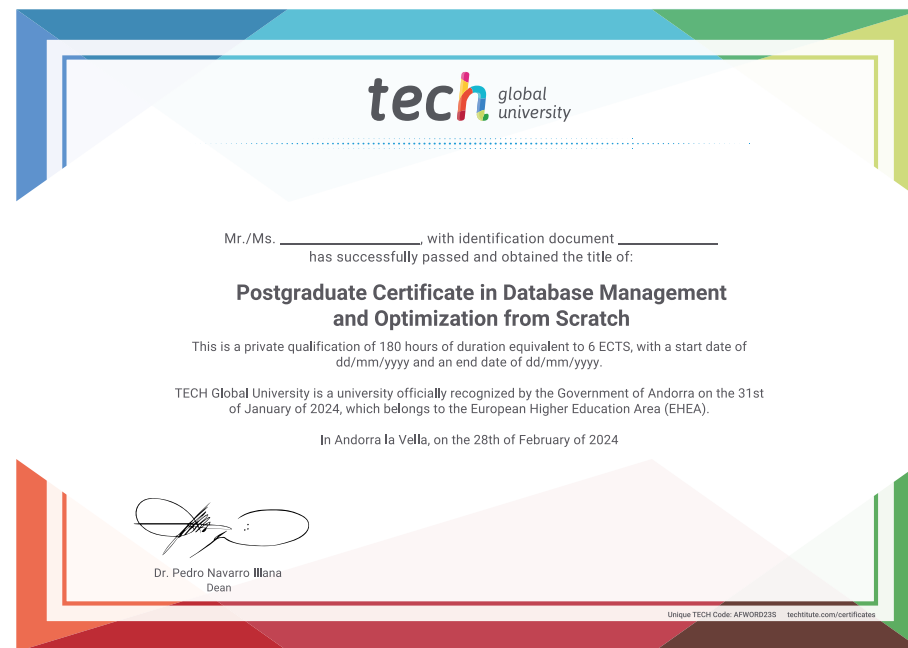 tech global
university
Mr./Ms. ____________________, with identification document ______________
has successfully passed and obtained the title of:
Postgraduate Certificate in Database Management
and Optimization from Scratch
This is a private qualification of 180 hours of duration equivalent to 6 ECTS, with a start date of
dd/mm/yyyy and an end date of dd/mm/yyyy.
TECH Global University is a university officially recognized by the Government of Andorra on the 31st
of January of 2024, which belongs to the European Higher Education Area (EHEA).
In Andorra la Vella, on the 28th of February of 2024
Dr. Pedro Navarro Illana
Dean
Unique TECH Code: AFWORD23S techtitute.com/certificates